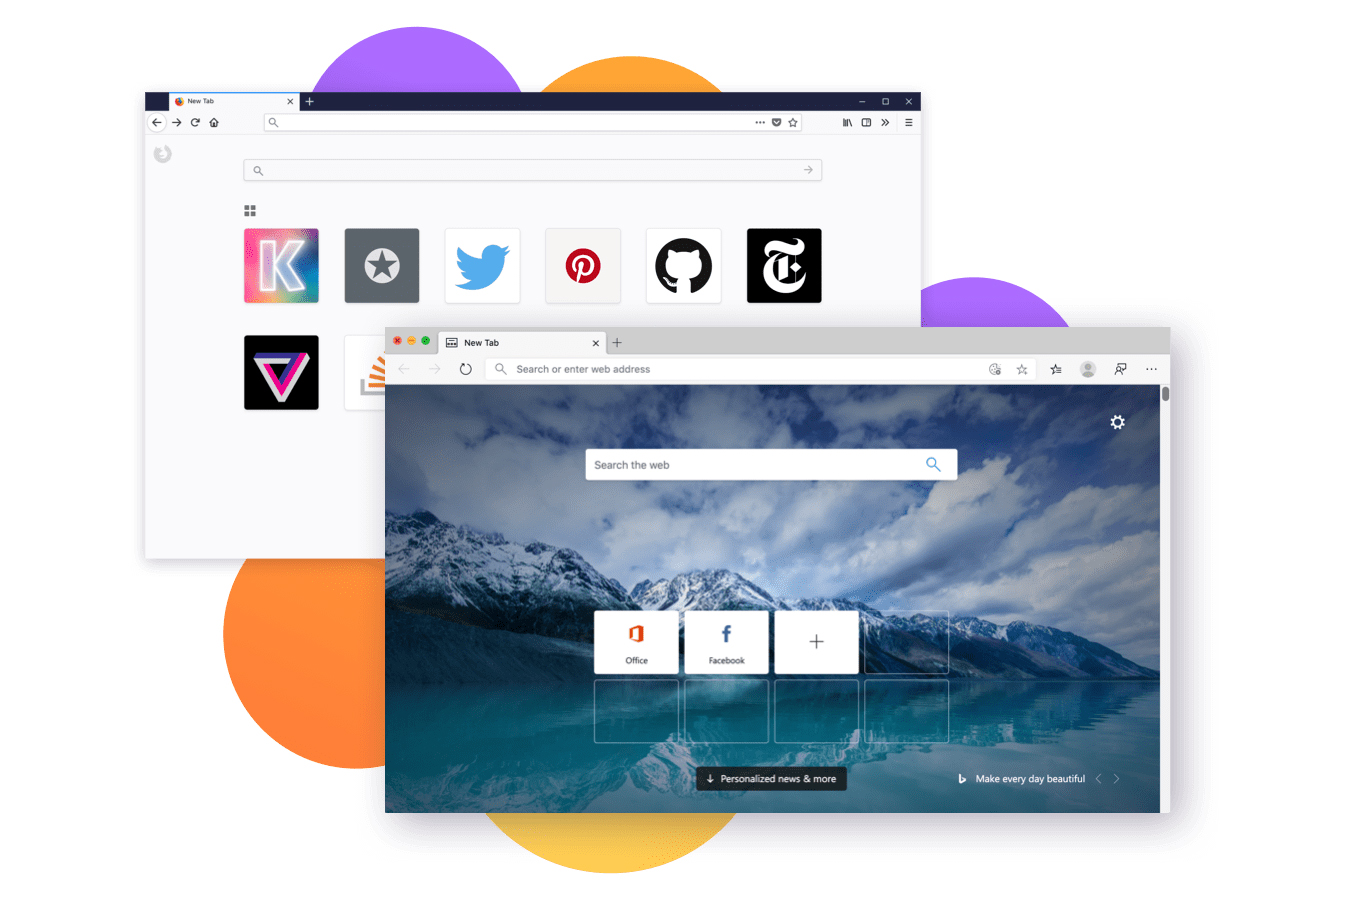 New Tab
K
New Tab
Search or enter web address
Search the web
Office
Facebook
Personalized news & more
Make every day beautiful